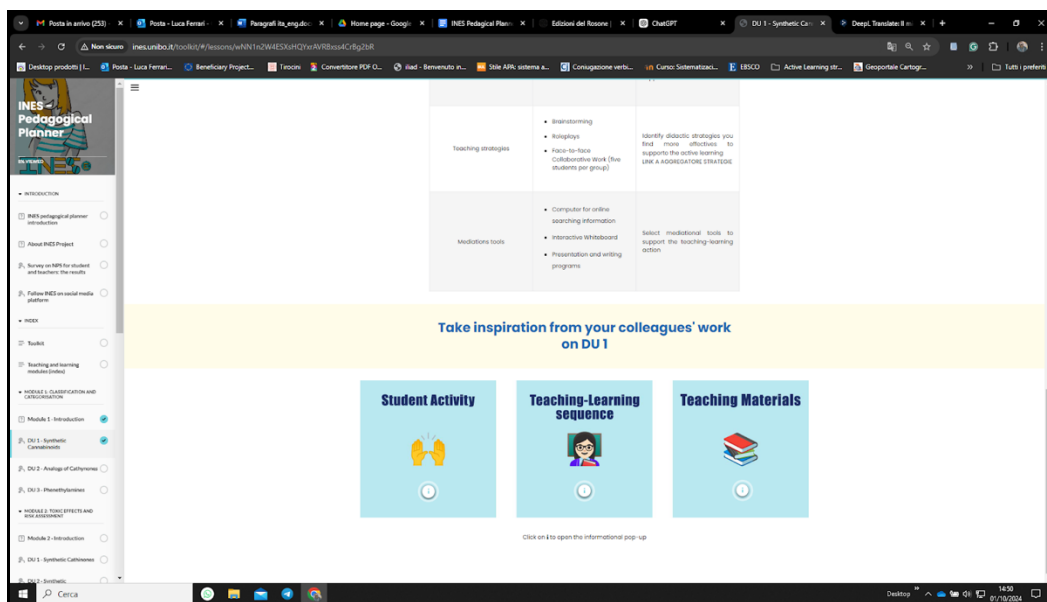 Posta in arrivo (253)
Posta - Luca Ferrari -
Paragrafi ita_eng.doc
Home page - Google
INES Pedagical Plann
Edizioni del Rosone |
ChatGPT
DU 1 - Synthetic Can
DeepL Translate: Il
Non sicuro
ines.unibo.it/toolkit/#/lessons/
Desktop prodotti | I...
Posta - Luca Ferrari...
Beneficiary Project...
Tirocini
Convertitore PDF O...
iliad - Benvenuto in...
Stile APA: sistema a...
Coniugazione verbi...
Curso: Sistematizaci...
EBSCO
Active Learning str...
Geoportale Cartogr...
Tutti i preferiti
INES -
Pedagogical
Planner
INTRODUCTION
INES pedagogical planner
introduction
About INES Project
Survey on NPS for student
and teachers: the results
Follow INES on social media
platform
INDEX
Toolkit
Teaching and learning
modules (index)
MODULE 1: CLASSIFICATION AND
CATEGORISATION
Module 1 - Introduction
DU 1 - Synthetic
Cannabinoids
DU 2 - Analogs of Cathynones
DU 3 - Phenethylamines
MODULE 2: TOXIC EFFECTS AND
RISK ASSESSMENT
Module 2 - Introduction
DU 1 - Synthetic Cathinones
DU 2 - Synthetic
Teaching strategies
• Brainstorming
• Roleplays
• Face-to-face
Collaborative Work (five
students per group)
Identify didactic strategies you
find more effectives to
supporto the active learning
LINK A AGGREGATORE STRATEGIE
Mediations tools
• Computer for online
searching information
• Interactive Whiteboard
• Presentation and writing
programs
Select mediational tools to
support the teaching-learning
action
Take inspiration from your colleagues' work
on DU 1
Student Activity
Teaching-Learning
sequence
Teaching Materials
Click on i to open the informational pop-up
Cerca
Desktop
14:50
01/10/2024